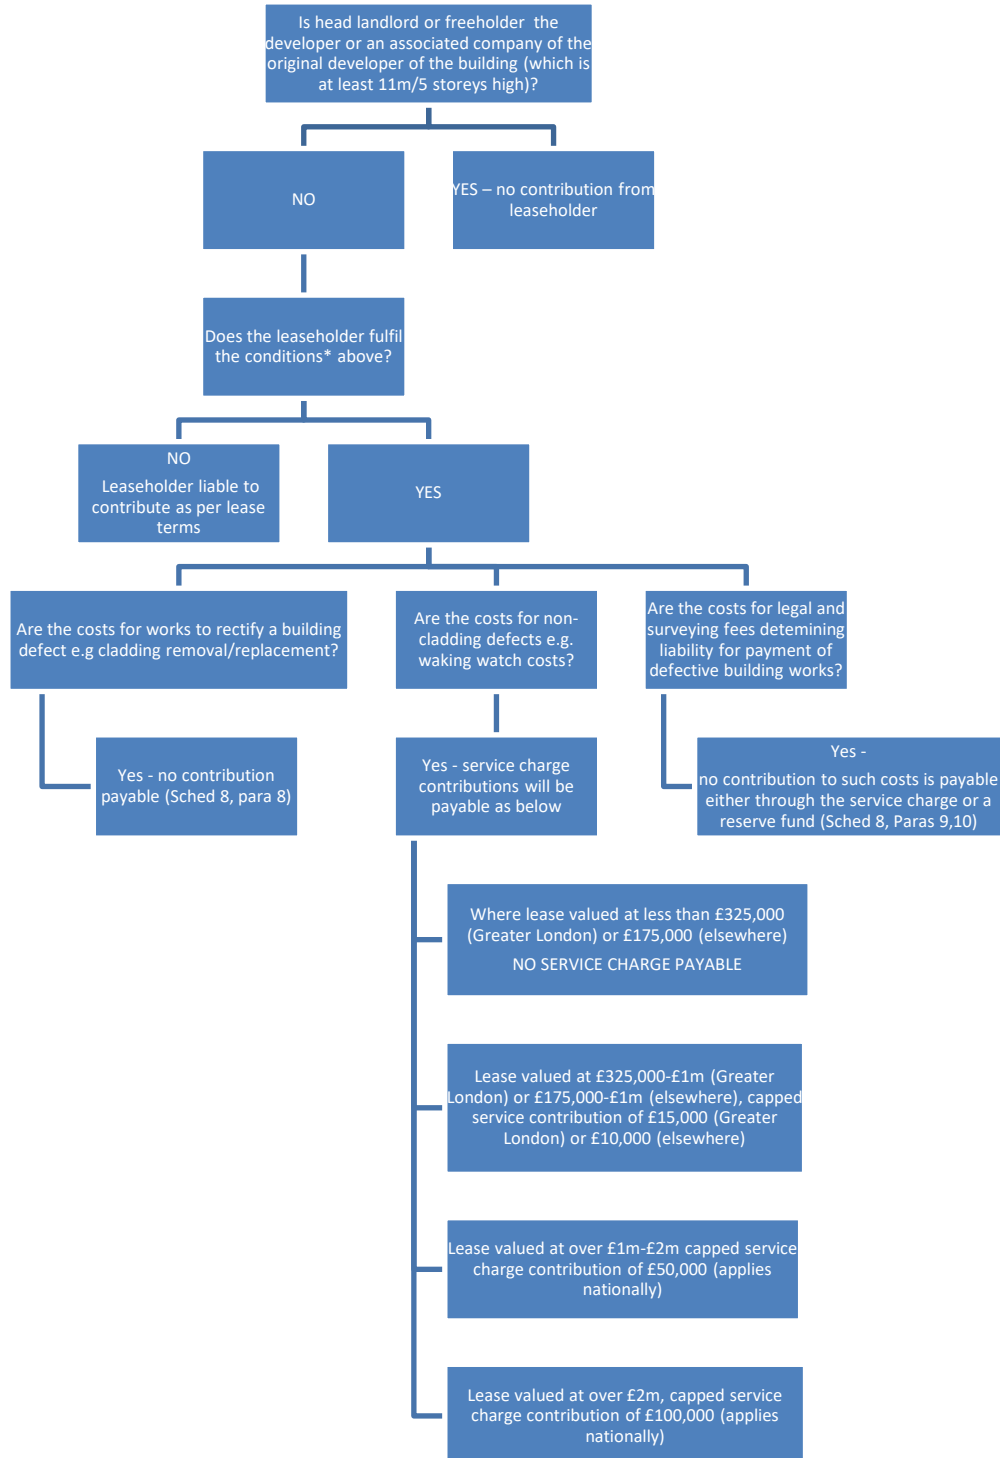 Is head landlord or freeholder the
developer or an associated company of the
original developer of the building (which is
at least 11m/5 storeys high)?
NO
YES – no contribution from
leaseholder
Does the leaseholder fulfil
the conditions* above?
NO
Leaseholder liable to
contribute as per lease
terms
YES
Are the costs for works to rectify a building
defect e.g cladding removal/replacement?
Are the costs for non-
cladding defects e.g.
waking watch costs?
Are the costs for legal and
surveying fees detemining
liability for payment of
defective building works?
Yes - no contribution
payable (Sched 8, para 8)
Yes - service charge
contributions will be
payable as below
Yes -
no contribution to such costs is payable
either through the service charge or a
reserve fund (Sched 8, Paras 9,10)
Where lease valued at less than £325,000
(Greater London) or £175,000 (elsewhere)
NO SERVICE CHARGE PAYABLE
Lease valued at £325,000-£1m (Greater
London) or £175,000-£1m (elsewhere), capped
service contribution of £15,000 (Greater
London) or £10,000 (elsewhere)
Lease valued at over £1m-£2m capped service
charge contribution of £50,000 (applies
nationally)
Lease valued at over £2m, capped service
charge contribution of £100,000 (applies
nationally)